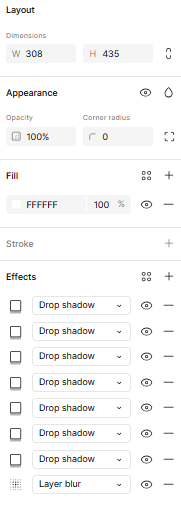 Layout
Dimensions
W 308 H 435
Appearance
Opacity Corner radius
100% 0
Fill
FFFFFF 100 %
Stroke
Effects
Drop shadow
Drop shadow
Drop shadow
Drop shadow
Drop shadow
Drop shadow
Drop shadow
Layer blur